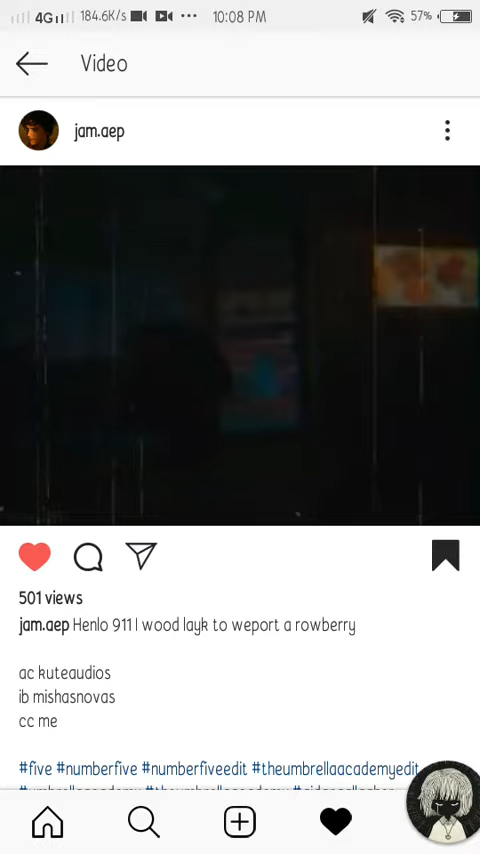 4G 184.6K/s 10:08 PM 57%
Video
jam.aep
501 views
jam.aep Henlo 911 I wood layk to weport a rowberry
ac kuteaudios
ib mishasnovas
cc me
#five #numberfive #numberfiveedit #theumbrellaacademyedit